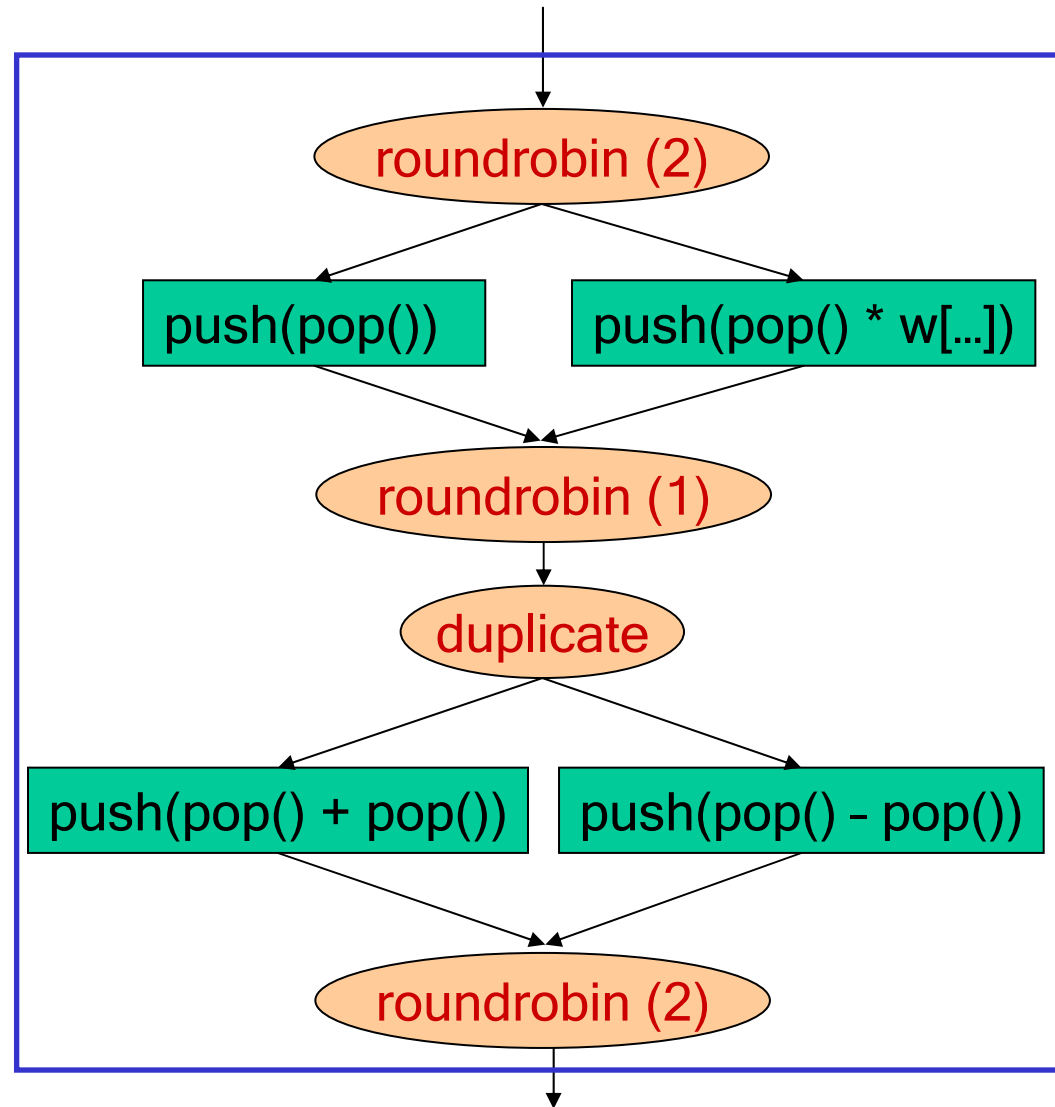 roundrobin (2)
push(pop())
push(pop() * w[…])
roundrobin (1)
duplicate
push(pop() + pop())
push(pop() – pop())
roundrobin (2)